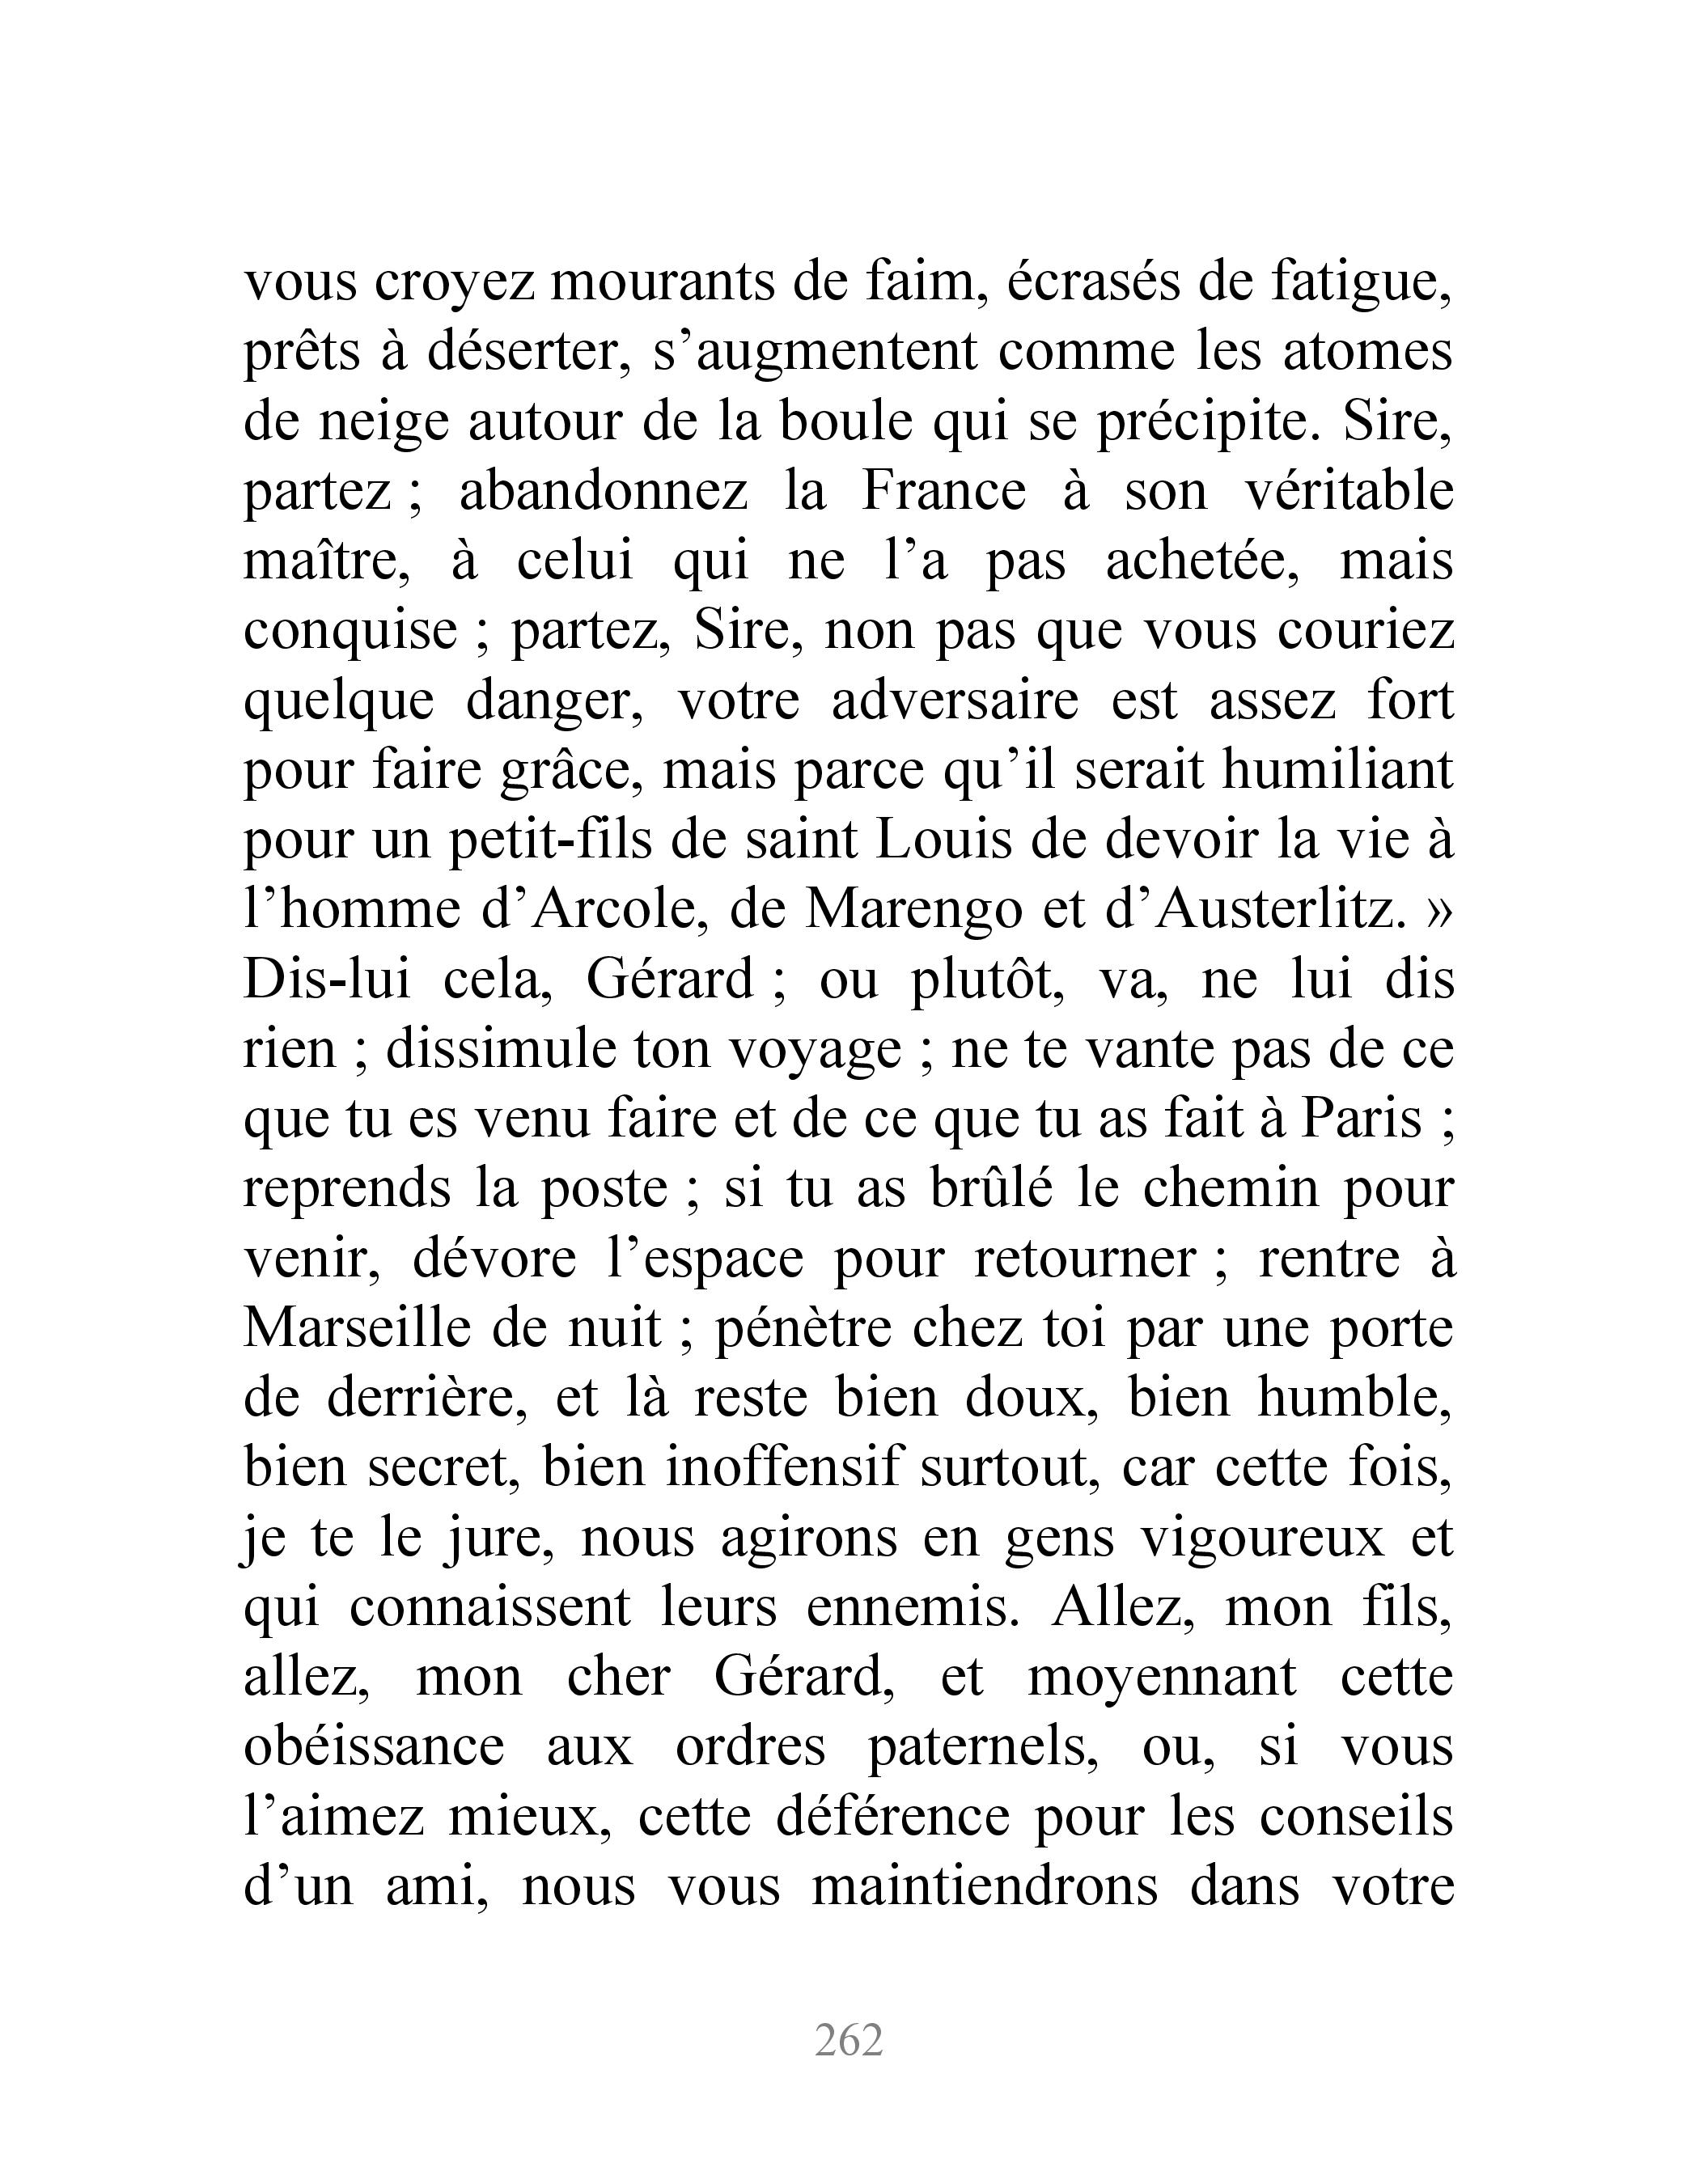 vous croyez mourants de faim, écrasés de fatigue,
prêts à déserter, s’augmentent comme les atomes
de neige autour de la boule qui se précipite. Sire,
partez ; abandonnez la France à son véritable
maître, à celui qui ne l’a pas achetée, mais
conquise ; partez, Sire, non pas que vous couriez
quelque danger, votre adversaire est assez fort
pour faire grâce, mais parce qu’il serait humiliant
pour un petit-fils de saint Louis de devoir la vie à
l’homme d’Arcole, de Marengo et d’Austerlitz. »
Dis-lui cela, Gérard ; ou plutôt, va, ne lui dis
rien ; dissimule ton voyage ; ne te vante pas de ce
que tu es venu faire et de ce que tu as fait à Paris ;
reprends la poste ; si tu as brûlé le chemin pour
venir, dévore l’espace pour retourner ; rentre à
Marseille de nuit ; pénètre chez toi par une porte
de derrière, et là reste bien doux, bien humble,
bien secret, bien inoffensif surtout, car cette fois,
je te le jure, nous agirons en gens vigoureux et
qui connaissent leurs ennemis. Allez, mon fils,
allez, mon cher Gérard, et moyennant cette
obéissance aux ordres paternels, ou, si vous
l’aimez mieux, cette déférence pour les conseils
d’un ami, nous vous maintiendrons dans votre
262